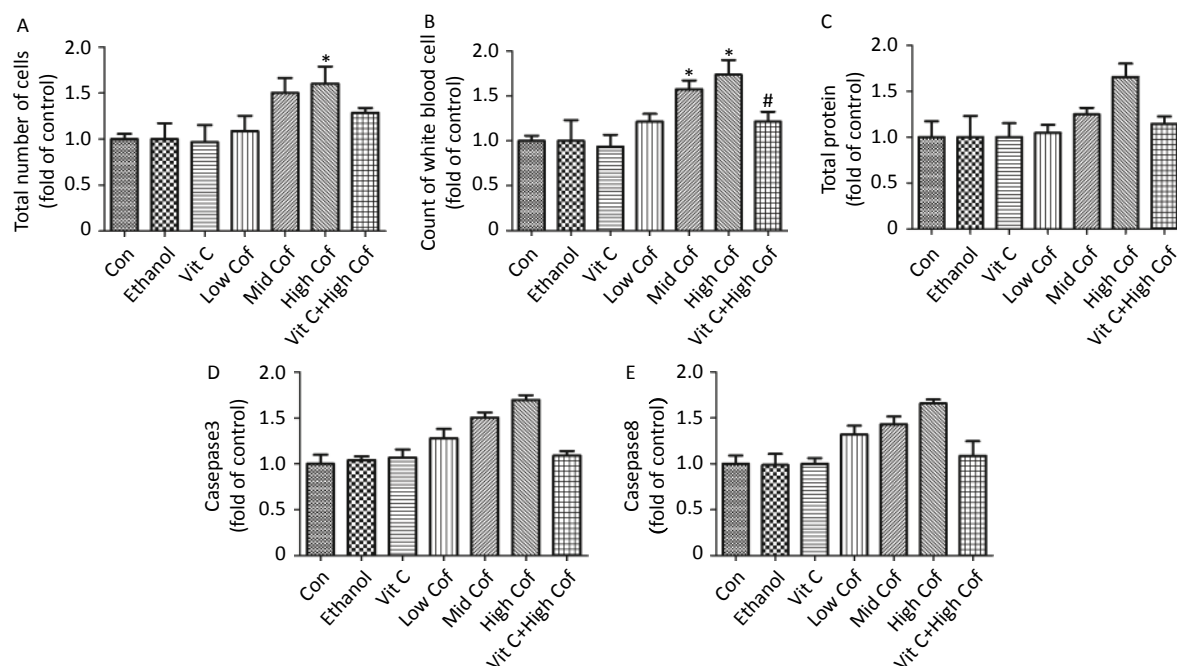 A
Total number of cells
(fold of control)
2.0
1.5
1.0
0.5
0
*
Con
Ethanol
Vit C
Low Cof
Mid Cof
High Cof
Vit C+High Cof
B
Count of white blood cell
(fold of control)
2.0
1.5
1.0
0.5
0
*
*
#
Con
Ethanol
Vit C
Low Cof
Mid Cof
High Cof
Vit C+High Cof
C
Total protein
(fold of control)
2.0
1.5
1.0
0.5
0
Con
Ethanol
Vit C
Low Cof
Mid Cof
High Cof
Vit C+High Cof
D
Casepase3
(fold of control)
2.0
1.5
1.0
0.5
0
Con
Ethanol
Vit C
Low Cof
Mid Cof
High Cof
Vit C+High Cof
E
Casepase8
(fold of control)
2.0
1.5
1.0
0.5
0
Con
Ethanol
Vit C
Low Cof
Mid Cof
High Cof
Vit C+High Cof